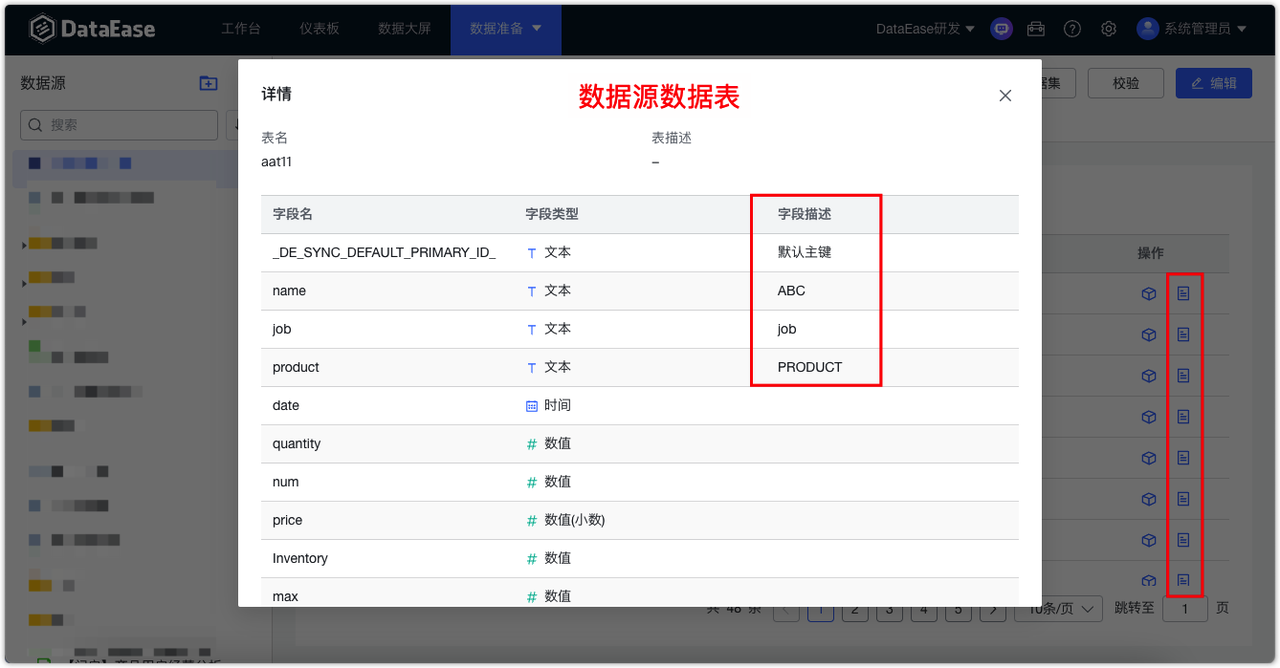 DataEase
工作台
仪表板
数据大屏
数据准备
DataEase研发
系统管理员
数据源
搜索
据集
校验
编辑
操作
详情
数据源数据表
表名
表描述
aat11
–
字段名 字段类型 字段描述
_DE_SYNC_DEFAULT_PRIMARY_ID_ T 文本 默认主键
name T 文本 ABC
job T 文本 job
product T 文本 PRODUCT
date 时间
quantity # 数值
num # 数值
price # 数值(小数)
Inventory # 数值
max # 数值
共 48 条 1 2 3 4 5 10条/页 跳转至 1 页